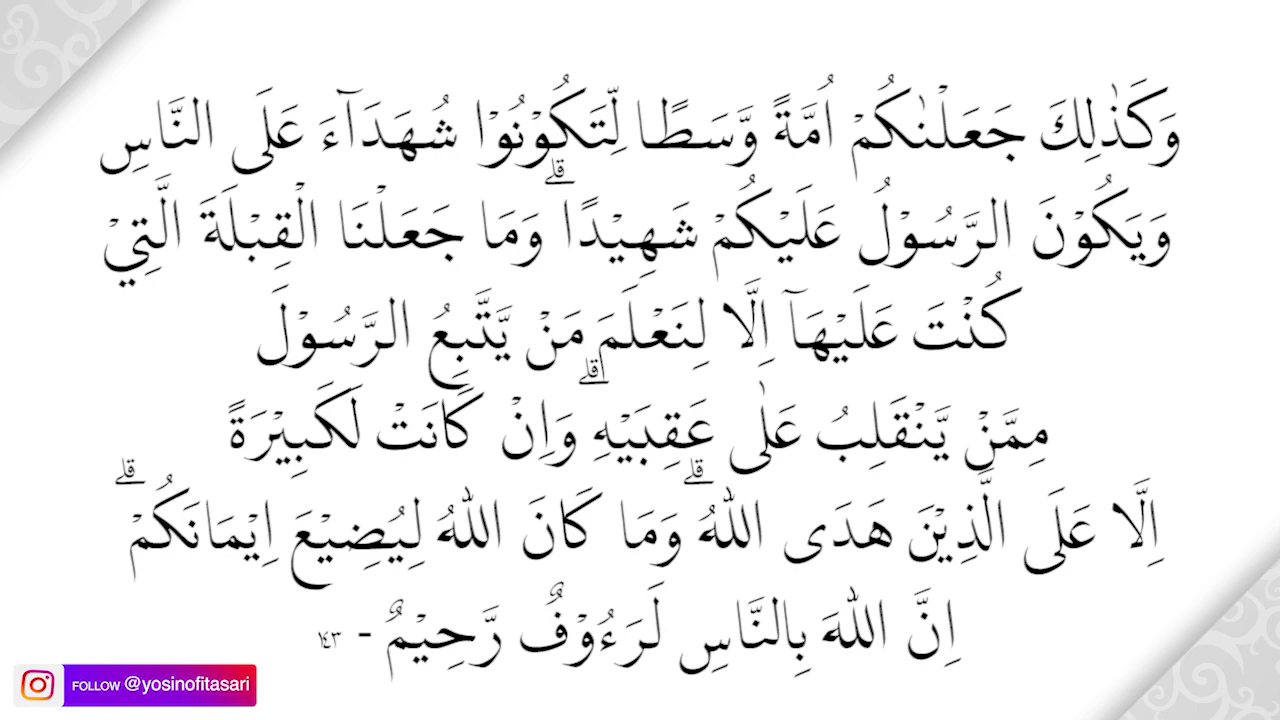 وَكَذٰلِكَ جَعَلْنٰكُمْ اُمَّةً وَّسَطًا لِّتَكُوْنُوْا شُهَدَاۤءَ عَلَى النَّاسِ
وَيَكُوْنَ الرَّسُوْلُ عَلَيْكُمْ شَهِيْدًا ۗ وَمَا جَعَلْنَا الْقِبْلَةَ الَّتِيْ
كُنْتَ عَلَيْهَآ اِلَّا لِنَعْلَمَ مَنْ يَّتَّبِعُ الرَّسُوْلَ
مِمَّنْ يَّنْقَلِبُ عَلٰى عَقِبَيْهِ ۗ وَاِنْ كَانَتْ لَكَبِيْرَةً
اِلَّا عَلَى الَّذِيْنَ هَدَى اللّٰهُ ۗ وَمَا كَانَ اللّٰهُ لِيُضِيْعَ اِيْمَانَكُمْ ۗ
اِنَّ اللّٰهَ بِالنَّاسِ لَرَءُوْفٌ رَّحِيْمٌ - ١٤٣
FOLLOW @yosinofitasari